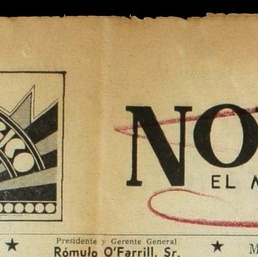 NO
EL
Presidente y Gerente General
Rómulo O'Farrill, Sr.